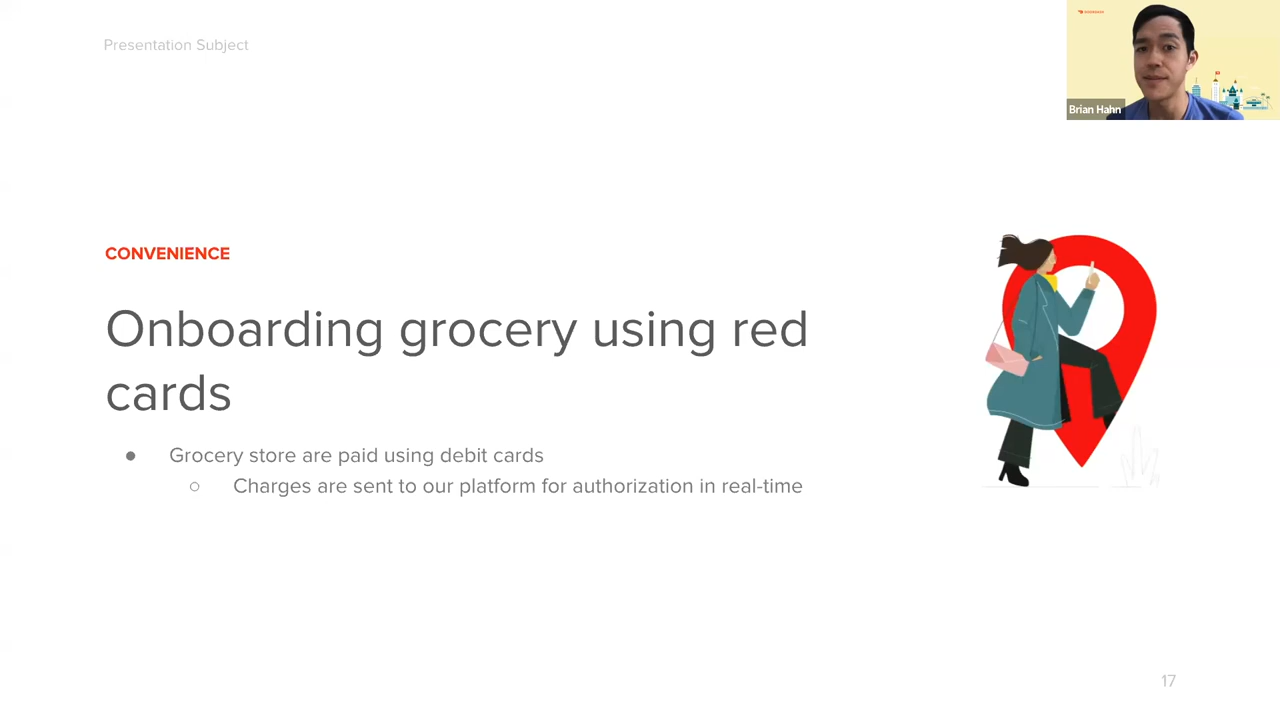 Presentation Subject
Brian Hahn
CONVENIENCE
Onboarding grocery using red
cards
● Grocery store are paid using debit cards
○ Charges are sent to our platform for authorization in real-time
17